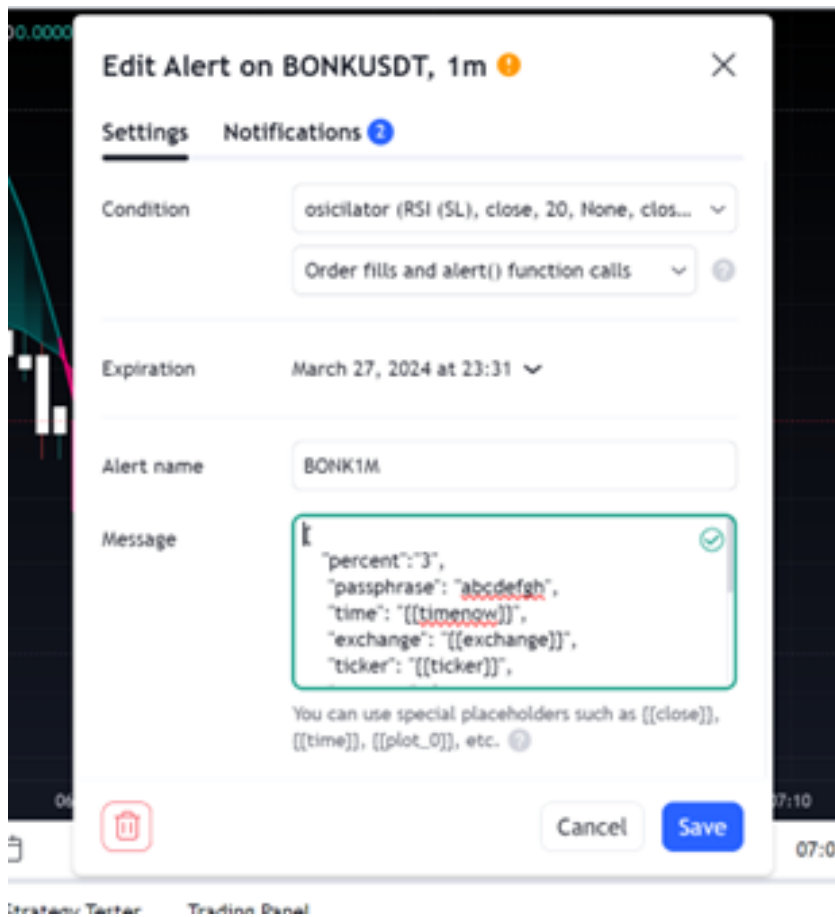 0.0000
Edit Alert on BONKUSDT, 1m
Settings Notifications 2
Condition osicilator (RSI (SL), close, 20, None, clos...
Order fills and alert() function calls
Expiration March 27, 2024 at 23:31
Alert name BONK1M
Message {
"percent":"3",
"passphrase": "abcdefgh",
"time": "{{timenow}}",
"exchange": "{{exchange}}",
"ticker": "{{ticker}}",
You can use special placeholders such as {{close}},
{{time}}, {{plot_0}}, etc.
06 07:10
Cancel Save
07:0
Strategy Tester Trading Panel